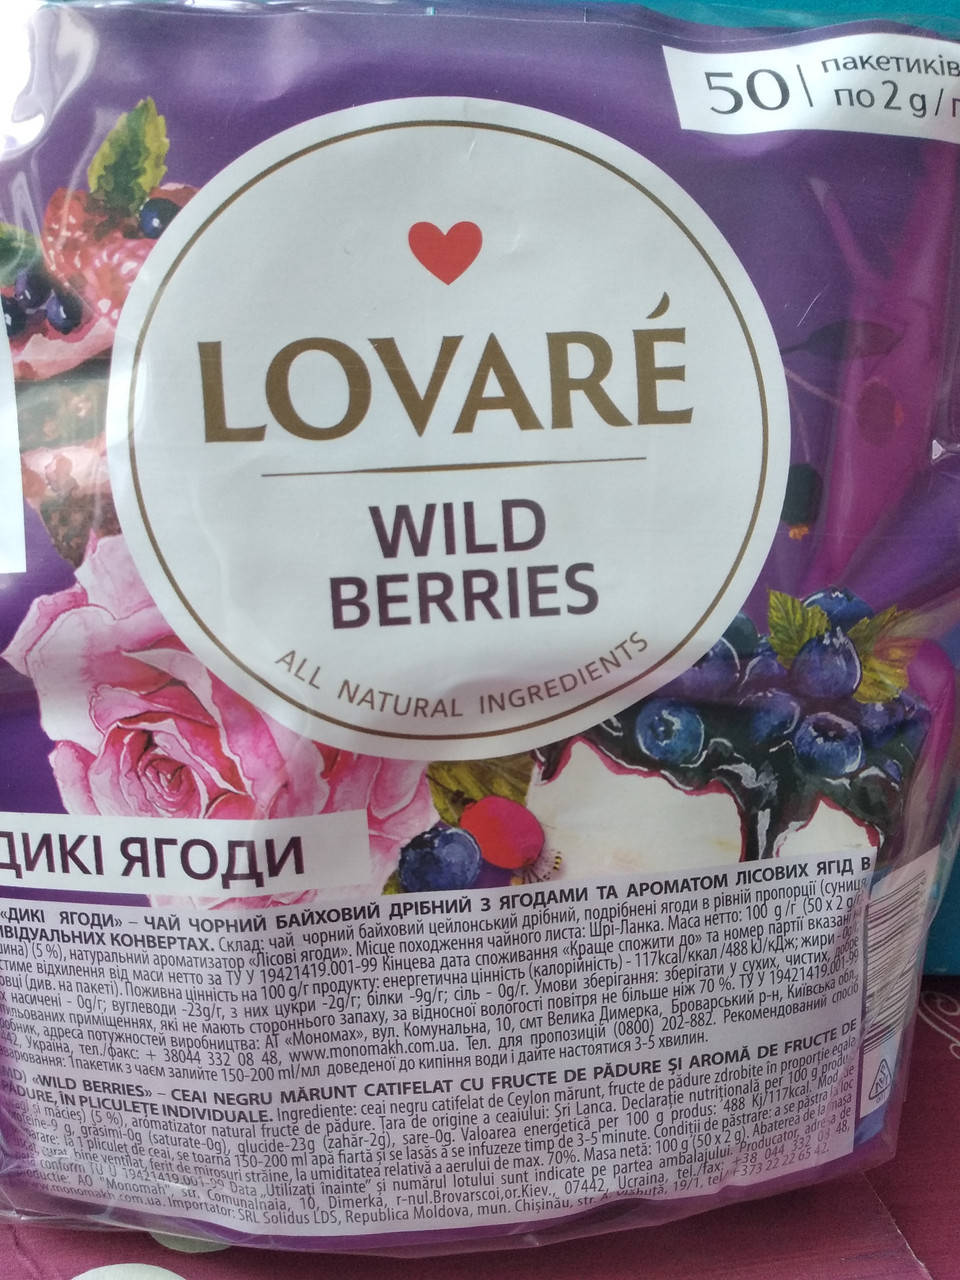 50 пакетиків
по 2 g/г
LOVARÉ
WILD
BERRIES
ALL NATURAL INGREDIENTS
ДИКІ ЯГОДИ
«ДИКІ ЯГОДИ» – ЧАЙ ЧОРНИЙ БАЙХОВИЙ ДРІБНИЙ З ЯГОДАМИ ТА АРОМАТОМ ЛІСОВИХ ЯГІД В
КОНВЕРТАХ. Склад: чай чорний байховий цейлонський дрібний, подрібнені ягоди в рівній пропорції (суниця,
(5 %), натуральний ароматизатор «Лісові ягоди». Місце походження чайного листа: Шрі-Ланка. Маса нетто: 100 g/г (50 x 2 g/г).
відхилення від маси нетто за ТУ У 19421419.001-99 Кінцева дата споживання «Краще спожити до» та номер партії
(див. на пакеті). Поживна цінність на 100 g/г продукту: енергетична цінність (калорійність) - 117kcal/ккал /488 kJ/кДж; жири - 0g/г,
насичені - 0g/г; вуглеводи -23g/г, з них цукри -2g/г; білки -9g/г; сіль - 0g/г. Умови зберігання: зберігати у сухих, чистих, добре
приміщеннях, які не мають стороннього запаху, за відносної вологості повітря не більше ніж 70 %. ТУ У 19421419.001-99
адреса потужностей виробництва: АТ «Мономах», вул. Комунальна, 10, смт Велика Димерка, Броварський р-н, Київська обл.,
Україна, тел./факс: + 38044 332 08 48, www.monomakh.com.ua. Тел. для пропозицій (0800) 202-882. Рекомендований спосіб
заварювання: 1пакетик з чаєм залийте 150-200 ml/мл доведеної до кипіння води і дайте настоятися 3-5 хвилин.
«WILD BERRIES» – CEAI NEGRU MĂRUNT CATIFELAT CU FRUCTE DE PĂDURE ȘI AROMĂ DE FRUCTE DE
PĂDURE, ÎN PLICULEȚE INDIVIDUALE. Ingrediente: ceai negru catifelat de Ceylon mărunt, fructe de pădure zdrobite în proporție egală
și măcieș) (5 %), aromatizator natural fructe de pădure. Țara de origine a ceaiului: Șri Lanca. Declarație nutrițională per 100 g produs:
9 g, grăsimi-0g (saturate-0g), glucide-23g (zahăr-2g), sare-0g. Valoarea energetică per 100 g produs: 488 Kj/117kcal. Mod de
la 1 pliculeț de ceai, se toarnă 150-200 ml apă fiartă și se lasă a se infuzeze timp de 3-5 minute. Condiții de păstrare: a se păstra la loc
curat, bine ventilat, ferit de mirosuri străine, la umiditatea relativă a aerului de max. 70%. Masa netă: 100 g (50 x 2 g). Abaterea de la masa
conform TU U 19421419.001-99 Data „Utilizați înainte” și numărul lotului sunt indicate pe partea ambalajului. Producator, adresa de
AO "Monomah", str. Comunalnaia, 10, Dimerka, r-nul.Brovarscoi,or.Kiev., 07442, Ucraina, tel./fax: +38 044 332 03 48,
www.monomakh.com.ua. Importator: SRL Solidus LDS, Republica Moldova, mun. Chișinău, str. A. 19/1, tel/ +373 22 22 65 42.